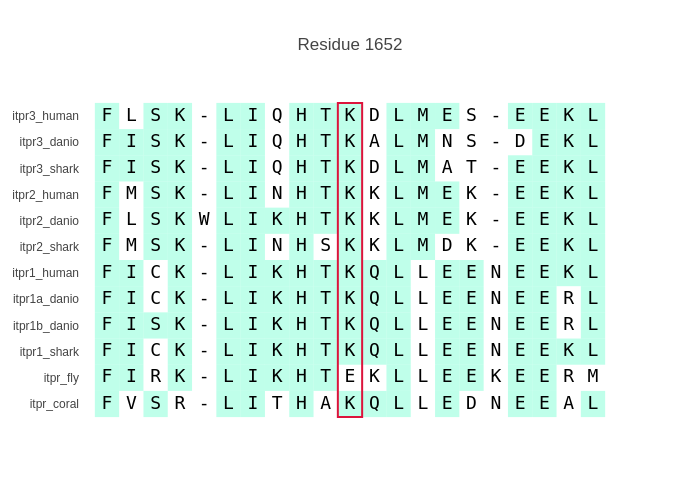 Residue 1652
itpr3_human F L S K - L I Q H T K D L M E S - E E K L
itpr3_danio F I S K - L I Q H T K A L M N S - D E K L
itpr3_shark F I S K - L I Q H T K D L M A T - E E K L
itpr2_human F M S K - L I N H T K K L M E K - E E K L
itpr2_danio F L S K W L I K H T K K L M E K - E E K L
itpr2_shark F M S K - L I N H S K K L M D K - E E K L
itpr1_human F I C K - L I K H T K Q L L E E N E E K L
itpr1a_danio F I C K - L I K H T K Q L L E E N E E R L
itpr1b_danio F I S K - L I K H T K Q L L E E N E E R L
itpr1_shark F I C K - L I K H T K Q L L E E N E E K L
itpr_fly F I R K - L I K H T E K L L E E K E E R M
itpr_coral F V S R - L I T H A K Q L L E D N E E A L